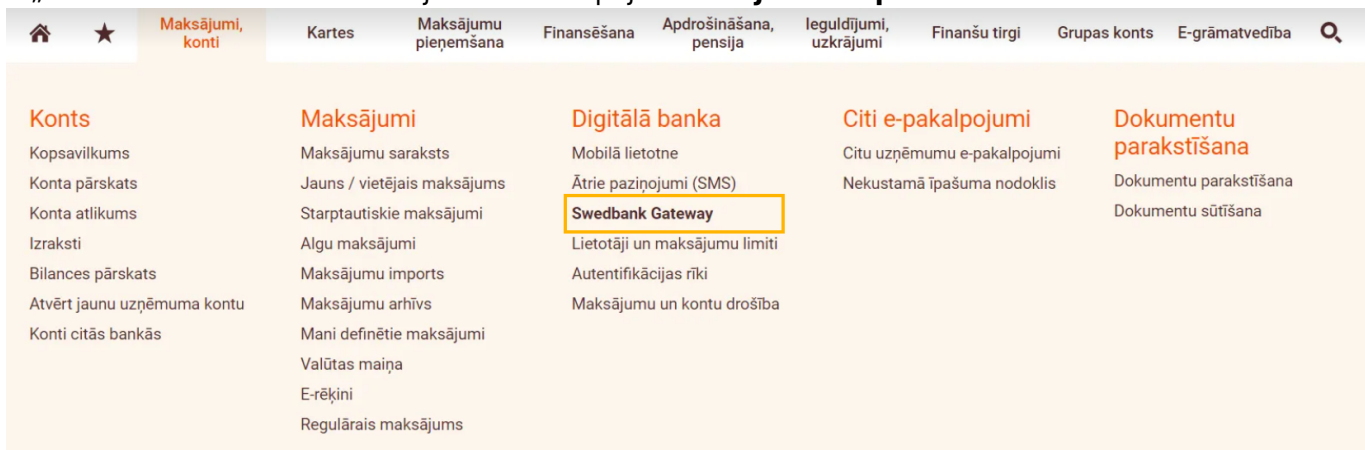 Maksājumi,
konti
Kartes
Maksājumu
pieņemšana
Finansēšana
Apdrošināšana,
pensija
Ieguldījumi,
uzkrājumi
Finanšu tirgi
Grupas konts
E-grāmatvedība
Konts
Kopsavilkums
Konta pārskats
Konta atlikums
Izraksti
Bilances pārskats
Atvērt jaunu uzņēmuma kontu
Konti citās bankās
Maksājumi
Maksājumu saraksts
Jauns / vietējais maksājums
Starptautiskie maksājumi
Algu maksājumi
Maksājumu imports
Maksājumu arhīvs
Mani definētie maksājumi
Valūtas maiņa
E-rēķini
Regulārais maksājums
Digitālā banka
Mobilā lietotne
Ātrie paziņojumi (SMS)
Swedbank Gateway
Lietotāji un maksājumu limiti
Autentifikācijas rīki
Maksājumu un kontu drošība
Citi e-pakalpojumi
Citu uzņēmumu e-pakalpojumi
Nekustamā īpašuma nodoklis
Dokumentu
parakstīšana
Dokumentu parakstīšana
Dokumentu sūtīšana